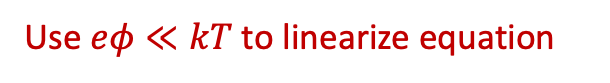 Use 𝑒𝜙 ≪ 𝑘𝑇 to linearize equation